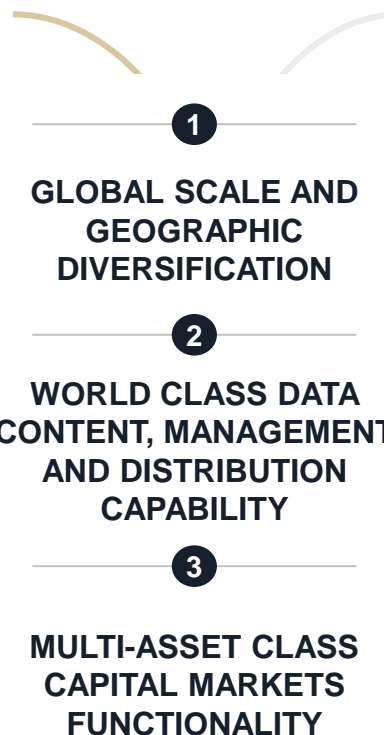 1
GLOBAL SCALE AND
GEOGRAPHIC
DIVERSIFICATION
2
WORLD CLASS DATA
CONTENT, MANAGEMENT
AND DISTRIBUTION
CAPABILITY
3
MULTI-ASSET CLASS
CAPITAL MARKETS
FUNCTIONALITY